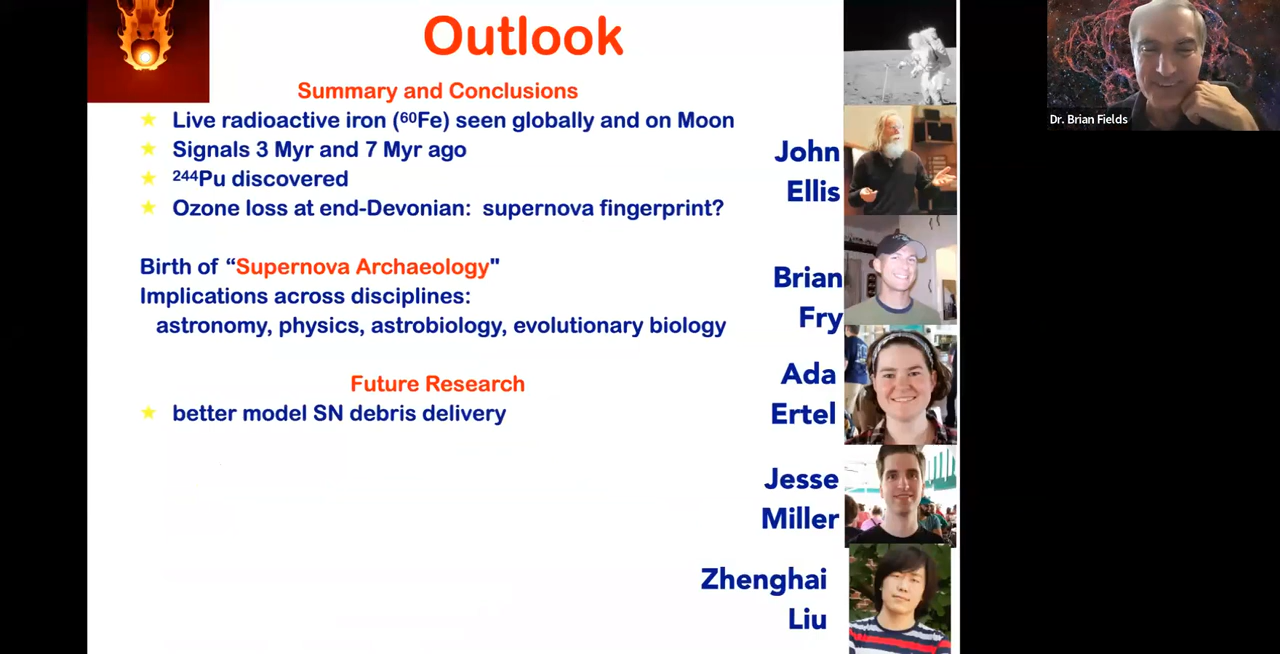 Outlook
Summary and Conclusions
Live radioactive iron (⁶⁰Fe) seen globally and on Moon
Signals 3 Myr and 7 Myr ago
²⁴⁴Pu discovered
Ozone loss at end-Devonian: supernova fingerprint?
Birth of “Supernova Archaeology"
Implications across disciplines:
astronomy, physics, astrobiology, evolutionary biology
Future Research
better model SN debris delivery
John
Ellis
Brian
Fry
Ada
Ertel
Jesse
Miller
Zhenghai
Liu
Dr. Brian Fields